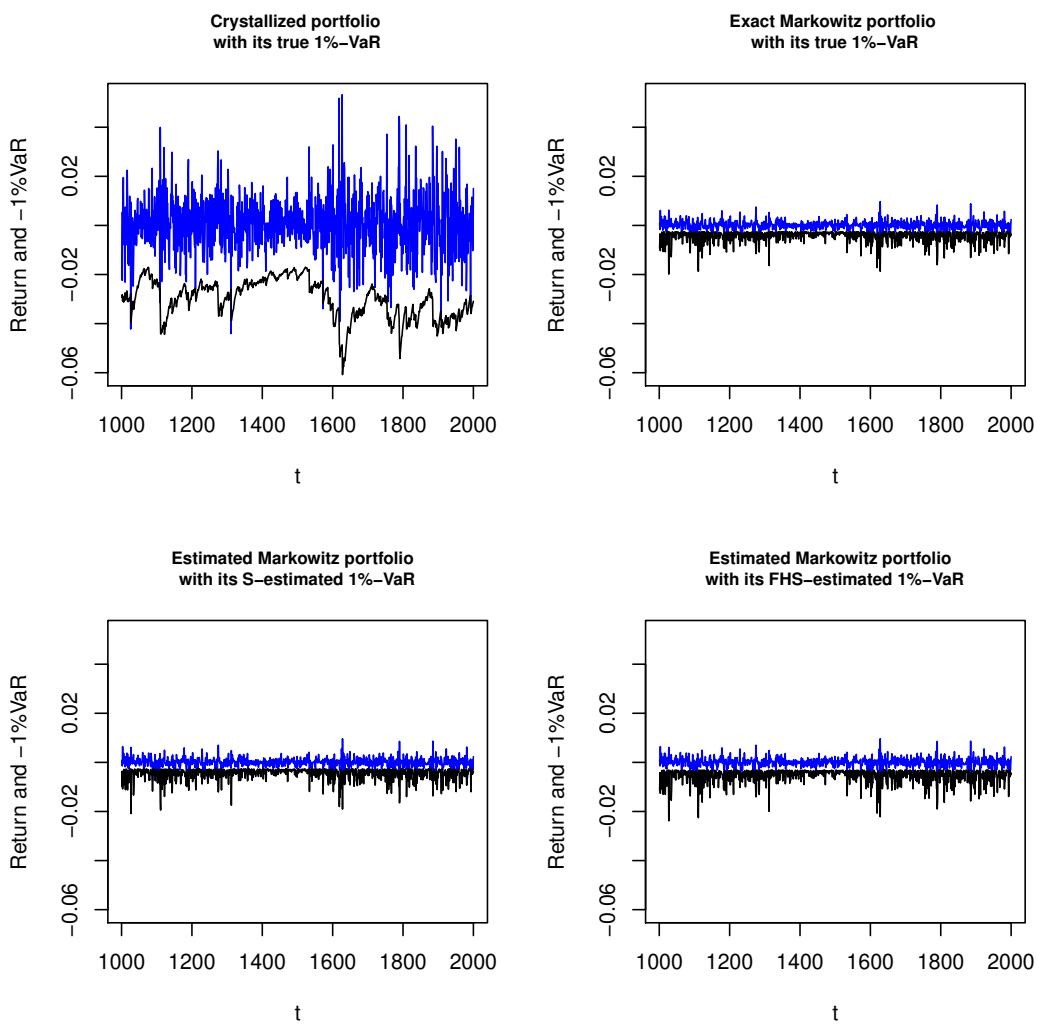 Crystallized portfolio
with its true 1%−VaR
Return and −1%VaR
0.02
−0.02
−0.06
1000 1200 1400 1600 1800 2000
t
Exact Markowitz portfolio
with its true 1%−VaR
Return and −1%VaR
0.02
−0.02
−0.06
1000 1200 1400 1600 1800 2000
t
Estimated Markowitz portfolio
with its S−estimated 1%−VaR
Return and −1%VaR
0.02
−0.02
−0.06
1000 1200 1400 1600 1800 2000
t
Estimated Markowitz portfolio
with its FHS−estimated 1%−VaR
Return and −1%VaR
0.02
−0.02
−0.06
1000 1200 1400 1600 1800 2000
t